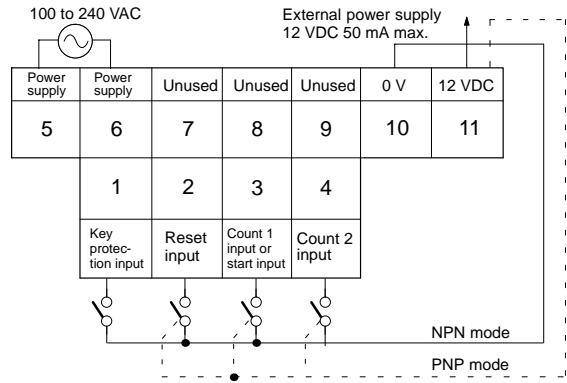 100 to 240 VAC
External power supply
12 VDC 50 mA max.
Power
supply
Power
supply
Unused
Unused
Unused
0 V
12 VDC
5
6
7
8
9
10
11
1
2
3
4
Key
protec-
tion input
Reset
input
Count 1
input or
start input
Count 2
input
NPN mode
PNP mode